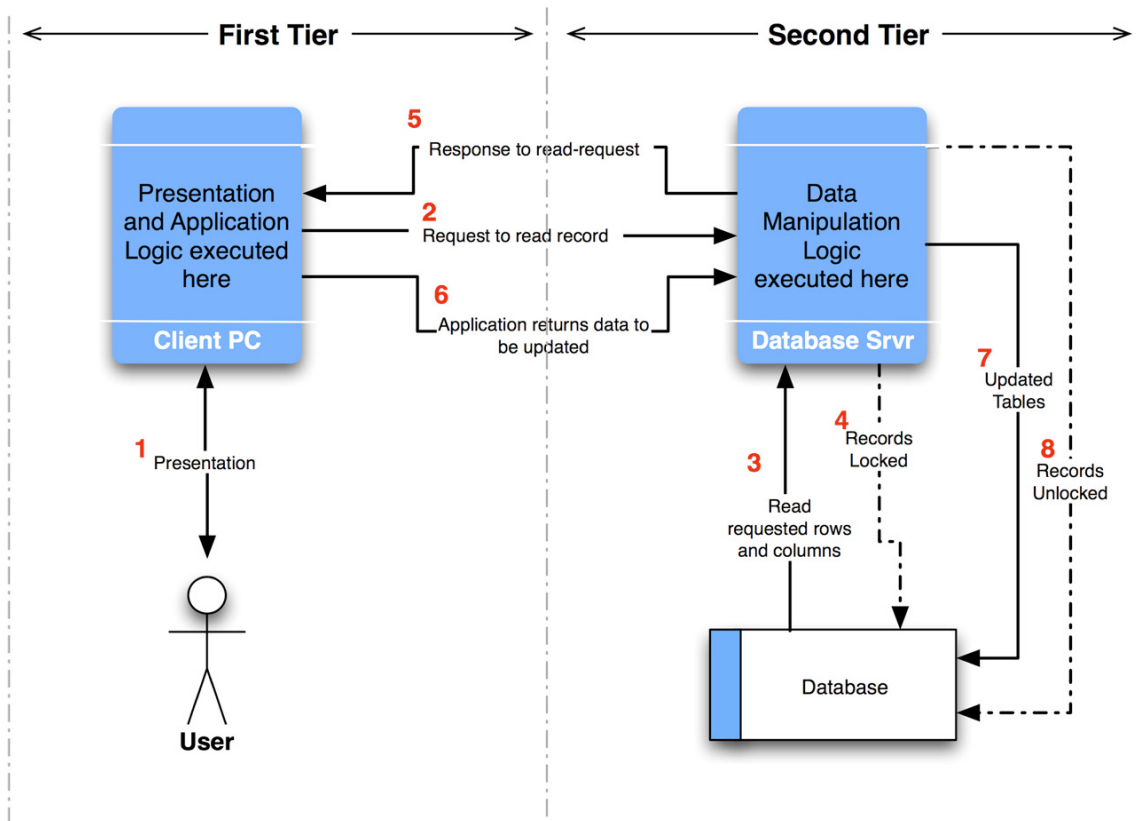 First Tier
Second Tier
5
Response to read-request
Presentation
and Application
Logic executed
here
Client PC
2
Request to read record
6
Application returns data to
be updated
Data
Manipulation
Logic
executed here
Database Srvr
7
Updated
Tables
1
Presentation
4
Records
Locked
8
Records
Unlocked
3
Read
requested rows
and columns
Database
User